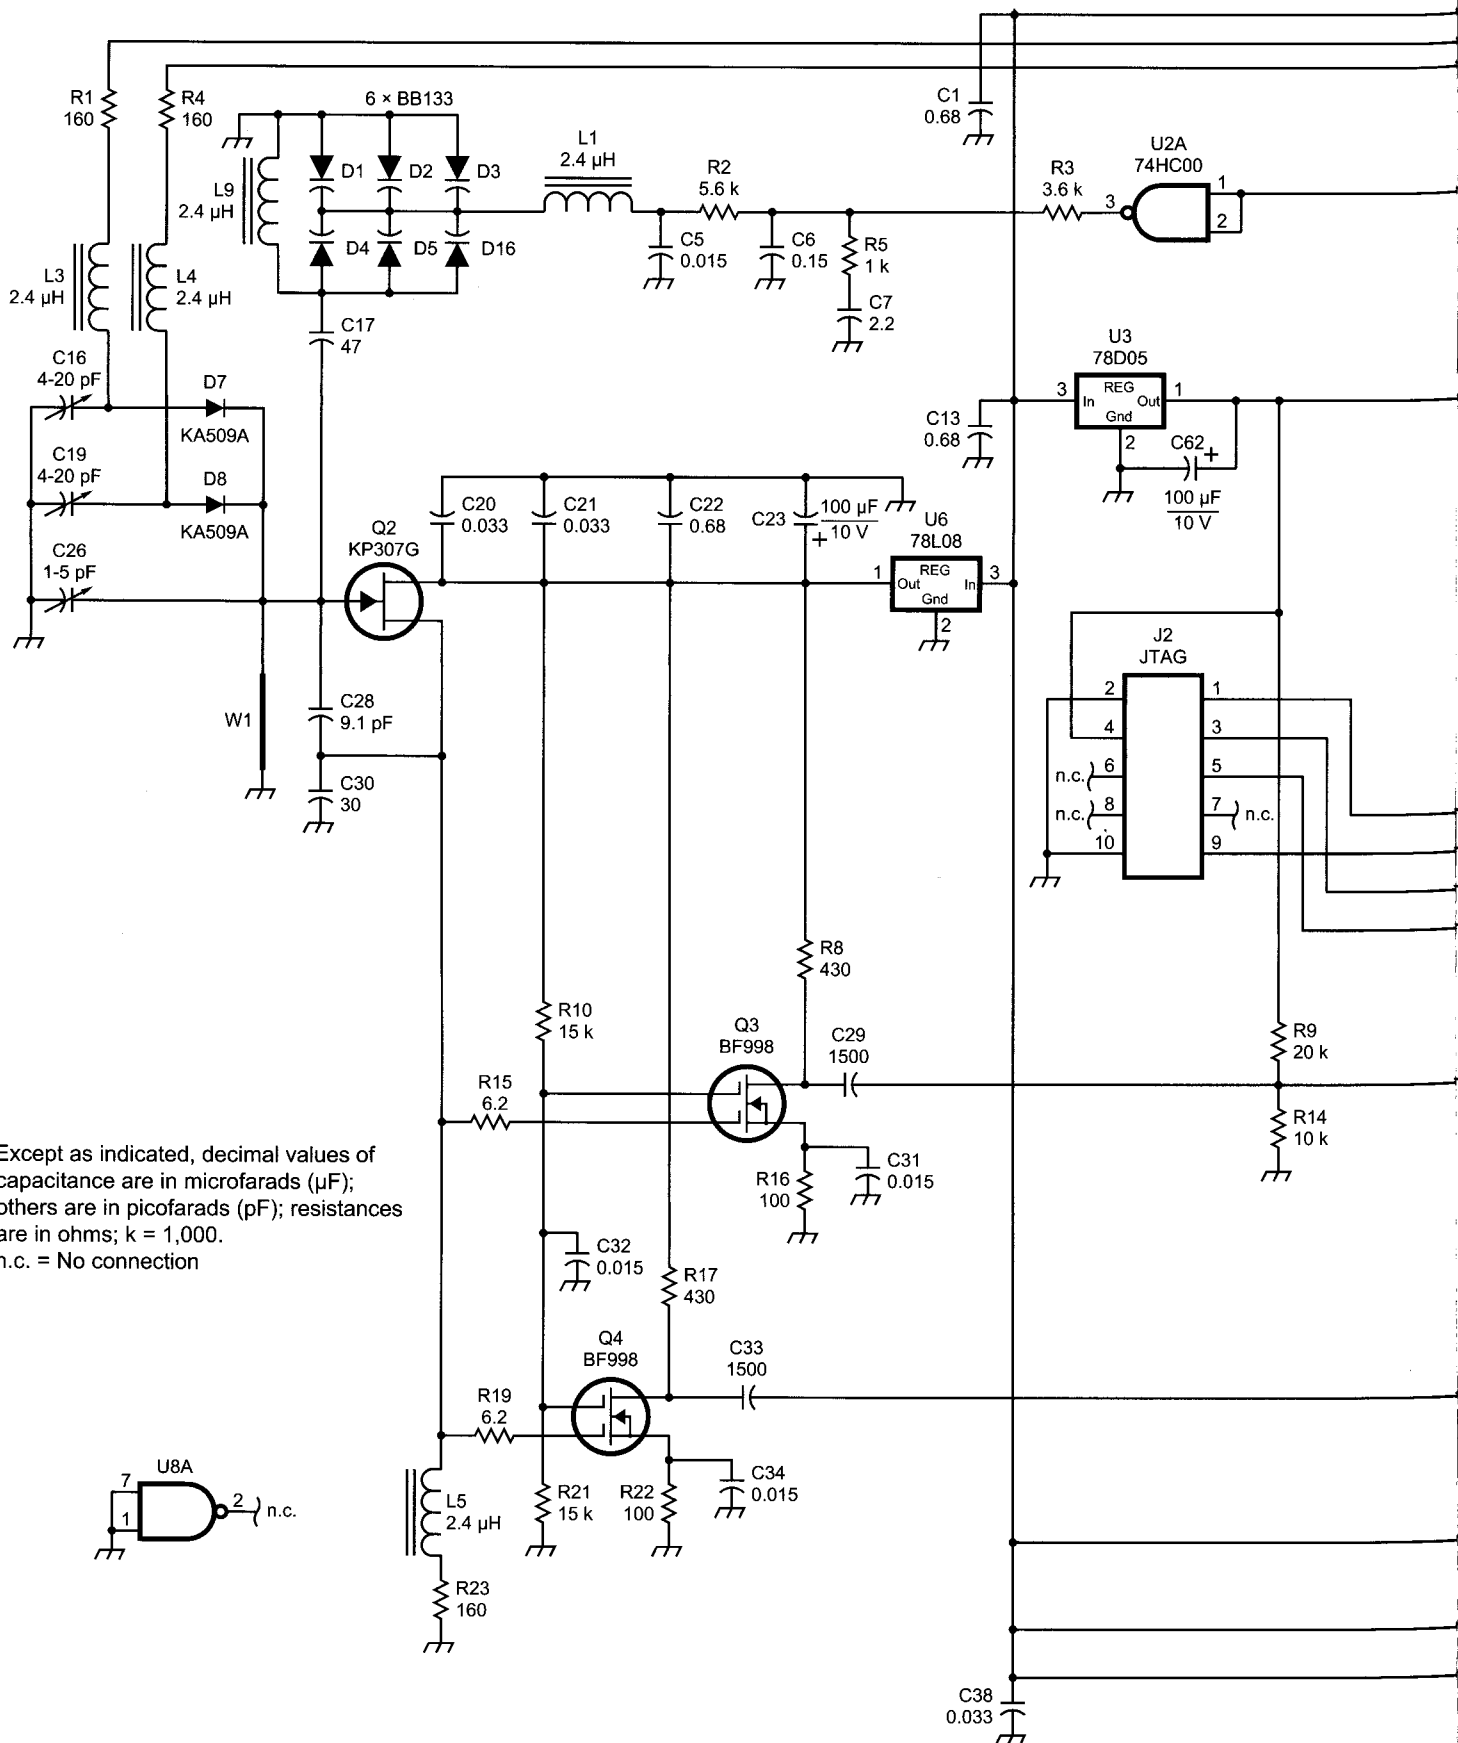 6 × BB133
R1
160
R4
160
L9
2.4 µH
D1
D2
D3
D4
D5
D16
L1
2.4 µH
R2
5.6 k
C5
0.015
C6
0.15
R5
1 k
C7
2.2
C1
0.68
R3
3.6 k
U2A
74HC00
3
1
2
L3
2.4 µH
L4
2.4 µH
C17
47
C16
4-20 pF
D7
KA509A
C19
4-20 pF
D8
KA509A
C26
1-5 pF
Q2
KP307G
C20
0.033
C21
0.033
C22
0.68
C23
100 µF
10 V
+
U6
78L08
1
Out
REG
In
3
Gnd
2
C13
0.68
U3
78D05
3
In
REG
Out
1
Gnd
2
C62
+
100 µF
10 V
W1
C28
9.1 pF
C30
30
J2
JTAG
2
1
4
3
n.c.
6
5
n.c.
8
7
n.c.
10
9
R8
430
R10
15 k
Q3
BF998
C29
1500
R9
20 k
R15
6.2
R14
10 k
R16
100
C31
0.015
Except as indicated, decimal values of
capacitance are in microfarads (µF);
others are in picofarads (pF); resistances
are in ohms; k = 1,000.
n.c. = No connection
C32
0.015
R17
430
Q4
BF998
C33
1500
R19
6.2
U8A
7
1
2
n.c.
L5
2.4 µH
R21
15 k
R22
100
C34
0.015
R23
160
C38
0.033